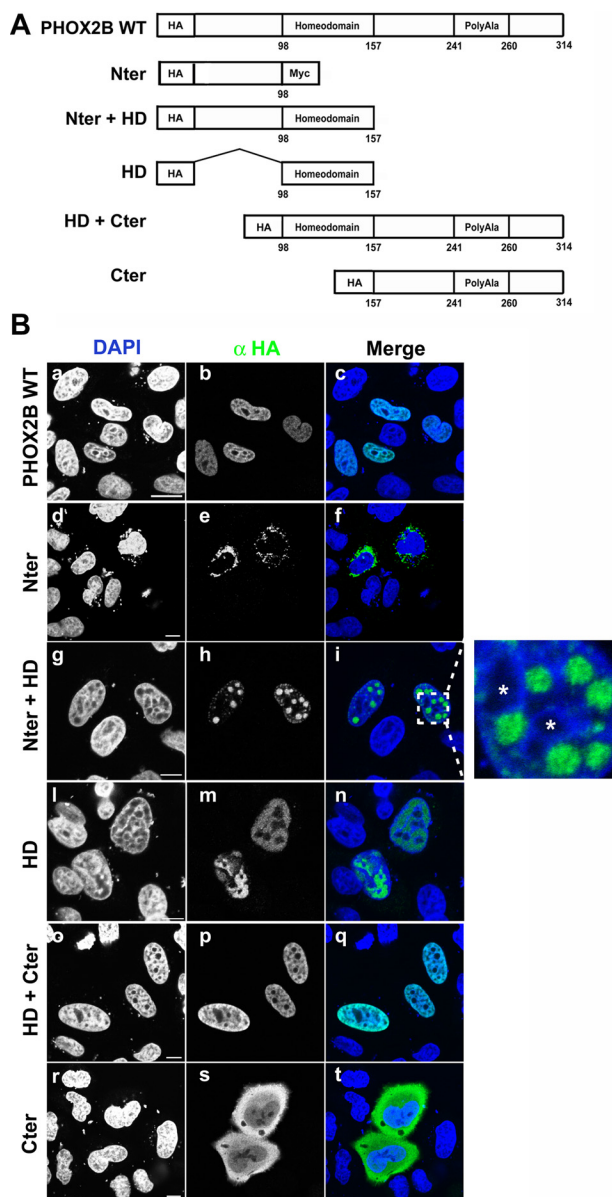 A
PHOX2B WT HA Homeodomain PolyAla
98 157 241 260 314
Nter HA Myc
98
Nter + HD HA Homeodomain
98 157
HD HA Homeodomain
98 157
HD + Cter HA Homeodomain PolyAla
98 157 241 260 314
Cter HA PolyAla
157 241 260 314
B
DAPI α HA Merge
PHOX2B WT a b c
Nter d e f
Nter + HD g h i * *
HD l m n
HD + Cter o p q
Cter r s t